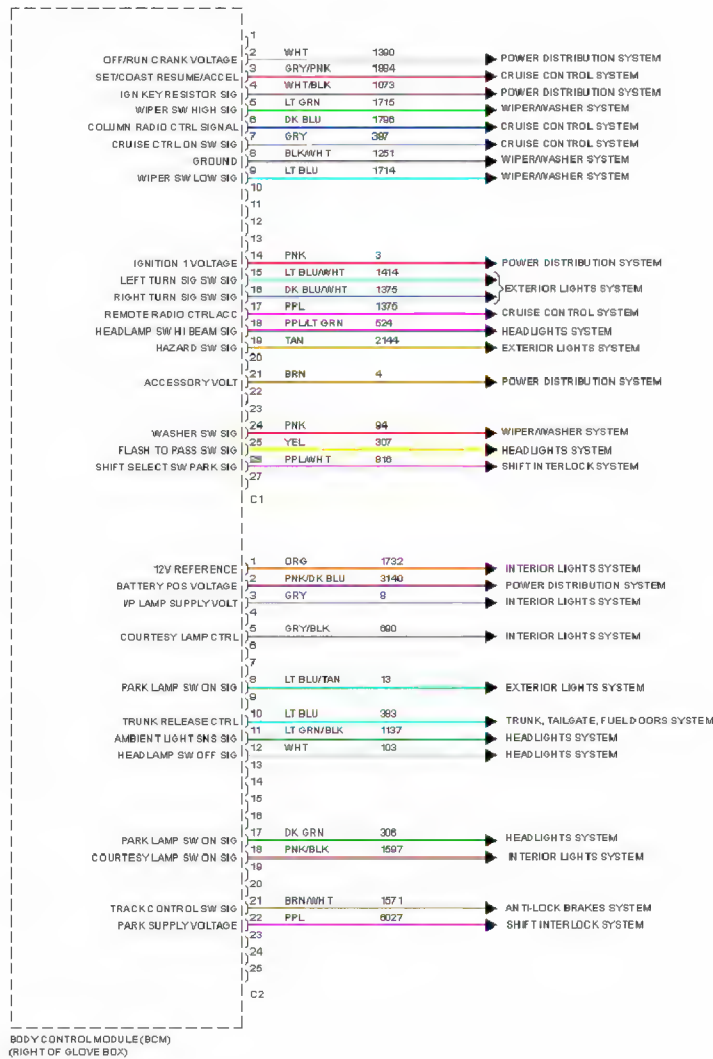 1
OFF/RUN CRANK VOLTAGE 2 WHT 1390 POWER DISTRIBUTION SYSTEM
SET/COAST RESUME/ACCEL 3 GRY/PNK 1884 CRUISE CONTROL SYSTEM
IGN KEY RESISTOR SIG 4 WHT/BLK 1073 POWER DISTRIBUTION SYSTEM
WIPER SW HIGH SIG 5 LT GRN 1715 WIPER/WASHER SYSTEM
COLUMN RADIO CTRL SIGNAL 6 DK BLU 1796 CRUISE CONTROL SYSTEM
CRUISE CTRL ON SW SIG 7 GRY 397 CRUISE CONTROL SYSTEM
GROUND 8 BLK/WHT 1251 WIPER/WASHER SYSTEM
WIPER SW LOW SIG 9 LT BLU 1714 WIPER/WASHER SYSTEM
10
11
12
13
IGNITION 1 VOLTAGE 14 PNK 3 POWER DISTRIBUTION SYSTEM
LEFT TURN SIG SW SIG 15 LT BLU/WHT 1414
EXTERIOR LIGHTS SYSTEM
RIGHT TURN SIG SW SIG 16 DK BLU/WHT 1375
REMOTE RADIO CTRL ACC 17 PPL 1375 CRUISE CONTROL SYSTEM
HEADLAMP SW HI BEAM SIG 18 PPL/LT GRN 524 HEADLIGHTS SYSTEM
HAZARD SW SIG 19 TAN 2144 EXTERIOR LIGHTS SYSTEM
20
ACCESSORY VOLT 21 BRN 4 POWER DISTRIBUTION SYSTEM
22
23
WASHER SW SIG 24 PNK 94 WIPER/WASHER SYSTEM
FLASH TO PASS SW SIG 25 YEL 307 HEADLIGHTS SYSTEM
SHIFT SELECT SW PARK SIG 26 PPL/WHT 816 SHIFT INTERLOCK SYSTEM
27
C1
12V REFERENCE 1 ORG 1732 INTERIOR LIGHTS SYSTEM
BATTERY POS VOLTAGE 2 PNK/DK BLU 3140 POWER DISTRIBUTION SYSTEM
I/P LAMP SUPPLY VOLT 3 GRY 8 INTERIOR LIGHTS SYSTEM
4
COURTESY LAMP CTRL 5 GRY/BLK 690 INTERIOR LIGHTS SYSTEM
6
7
PARK LAMP SW ON SIG 8 LT BLU/TAN 13 EXTERIOR LIGHTS SYSTEM
9
TRUNK RELEASE CTRL 10 LT BLU 393 TRUNK, TAILGATE, FUEL DOORS SYSTEM
AMBIENT LIGHT SNS SIG 11 LT GRN/BLK 1137 HEADLIGHTS SYSTEM
HEADLAMP SW OFF SIG 12 WHT 103 HEADLIGHTS SYSTEM
13
14
15
16
PARK LAMP SW ON SIG 17 DK GRN 306 HEADLIGHTS SYSTEM
COURTESY LAMP SW ON SIG 18 PNK/BLK 1597 INTERIOR LIGHTS SYSTEM
19
20
TRACK CONTROL SW SIG 21 BRN/WHT 1571 ANTI-LOCK BRAKES SYSTEM
PARK SUPPLY VOLTAGE 22 PPL 6027 SHIFT INTERLOCK SYSTEM
23
24
25
C2
BODY CONTROL MODULE (BCM)
(RIGHT OF GLOVE BOX)